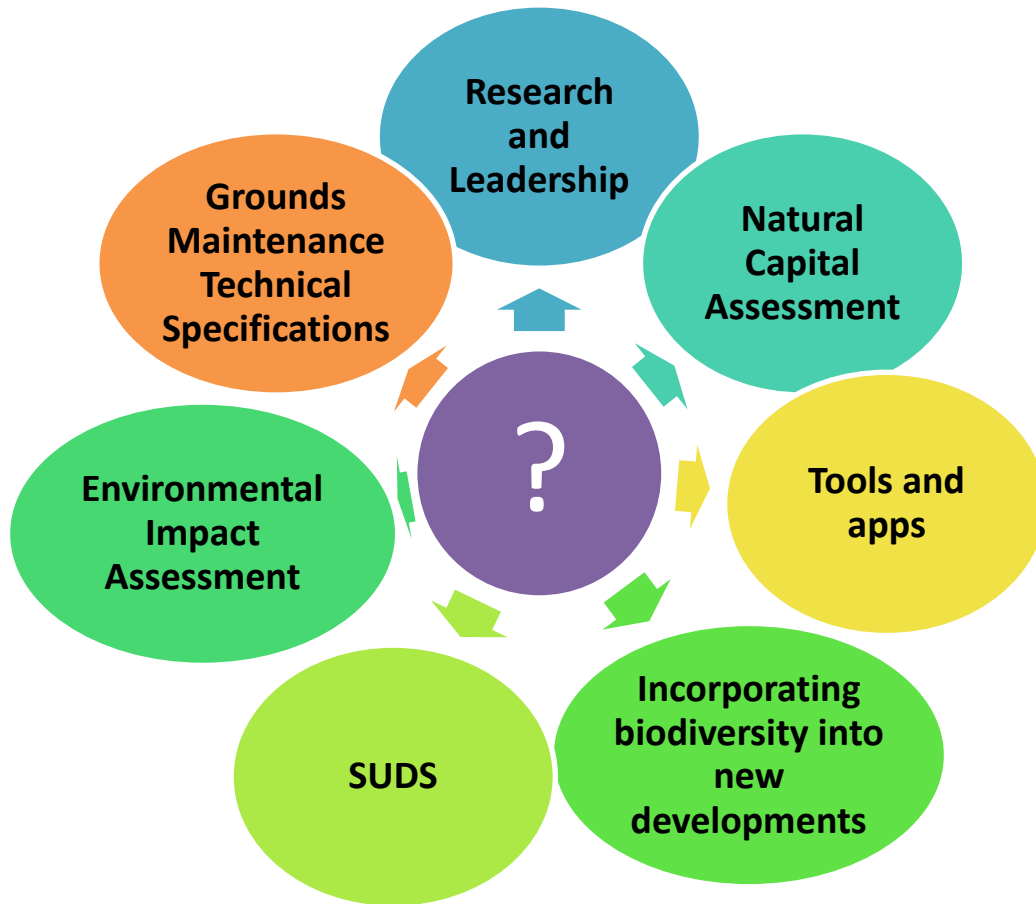 Research
and
Leadership
Natural
Capital
Assessment
Tools and
apps
Incorporating
biodiversity into
new
developments
SUDS
Environmental
Impact
Assessment
Grounds
Maintenance
Technical
Specifications
?